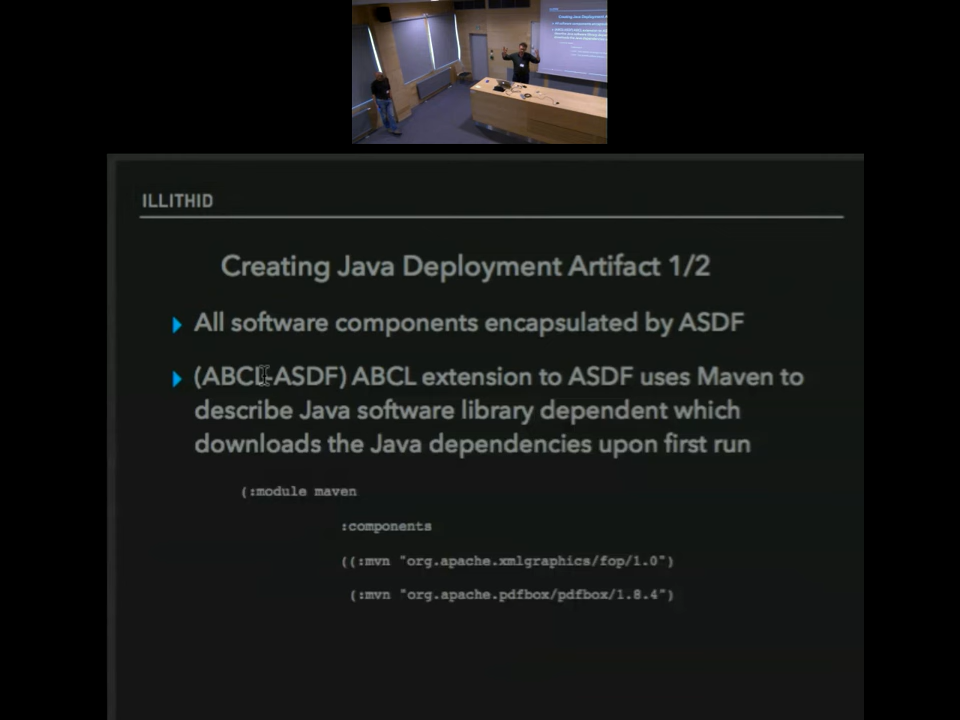 ILLITHID
Creating Java Deployment Artifact 1/2
All software components encapsulated by ASDF
(ABCL-ASDF) ABCL extension to ASDF uses Maven to
describe Java software library dependent which
downloads the Java dependencies upon first run
(:module maven
:components
((:mvn "org.apache.xmlgraphics/fop/1.0")
(:mvn "org.apache.pdfbox/pdfbox/1.8.4")